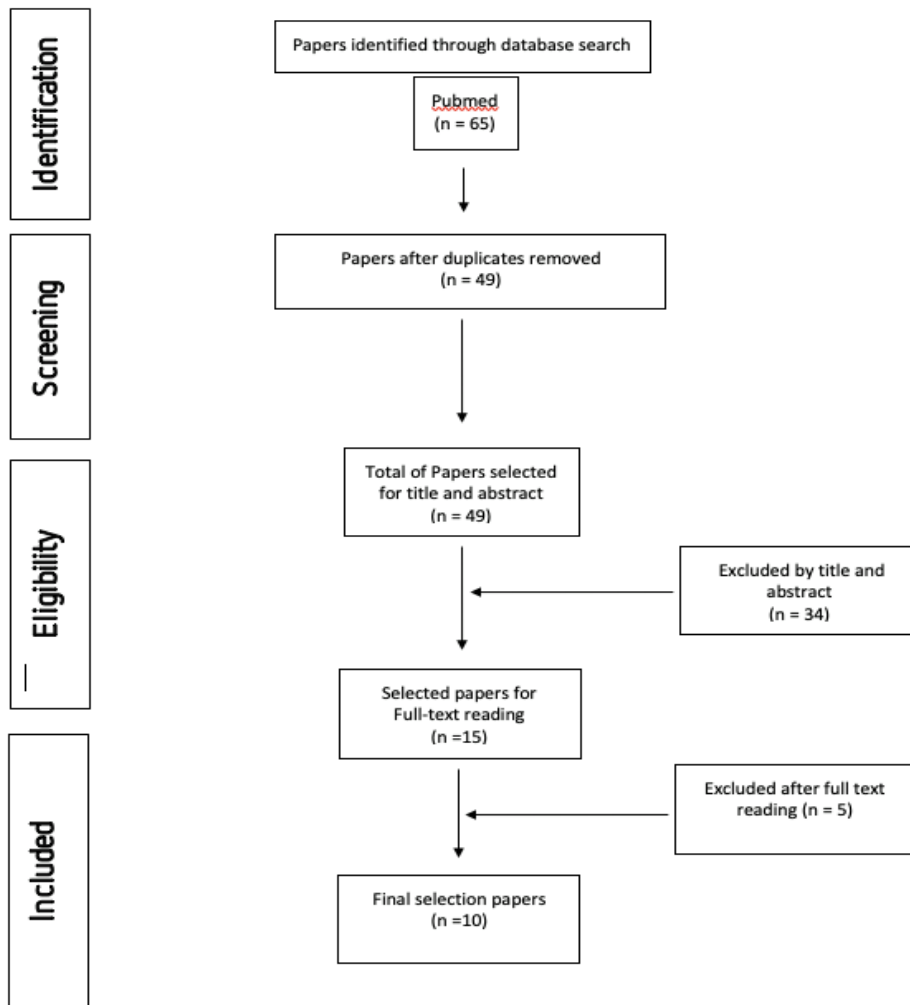 Identification
Papers identified through database search
Pubmed
(n = 65)
Screening
Papers after duplicates removed
(n = 49)
Eligibility
Total of Papers selected
for title and abstract
(n = 49)
Excluded by title and
abstract
(n = 34)
Selected papers for
Full-text reading
(n =15)
Included
Excluded after full text
reading (n = 5)
Final selection papers
(n =10)